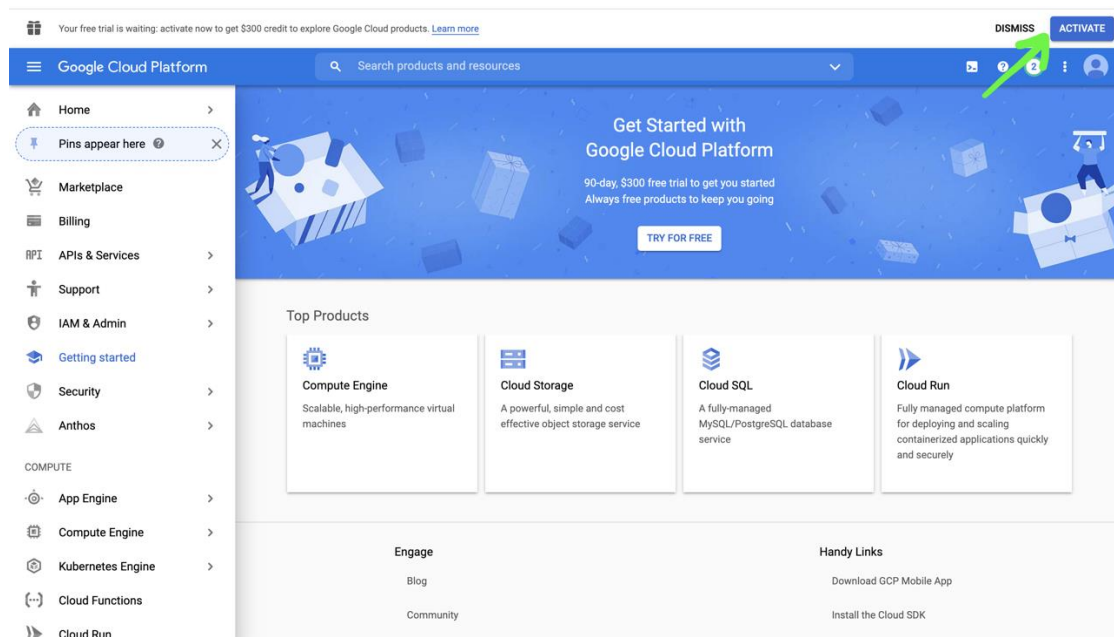 Your free trial is waiting: activate now to get $300 credit to explore Google Cloud products. Learn more
DISMISS
ACTIVATE
Google Cloud Platform
Search products and resources
2
Home
Pins appear here
Marketplace
Billing
API
APIs & Services
Support
IAM & Admin
Getting started
Security
Anthos
COMPUTE
App Engine
Compute Engine
Kubernetes Engine
Cloud Functions
Cloud Run
Get Started with
Google Cloud Platform
90-day, $300 free trial to get you started
Always free products to keep you going
TRY FOR FREE
Top Products
Compute Engine
Scalable, high-performance virtual
machines
Cloud Storage
A powerful, simple and cost
effective object storage service
Cloud SQL
A fully-managed
MySQL/PostgreSQL database
service
Cloud Run
Fully managed compute platform
for deploying and scaling
containerized applications quickly
and securely
Engage
Blog
Community
Handy Links
Download GCP Mobile App
Install the Cloud SDK